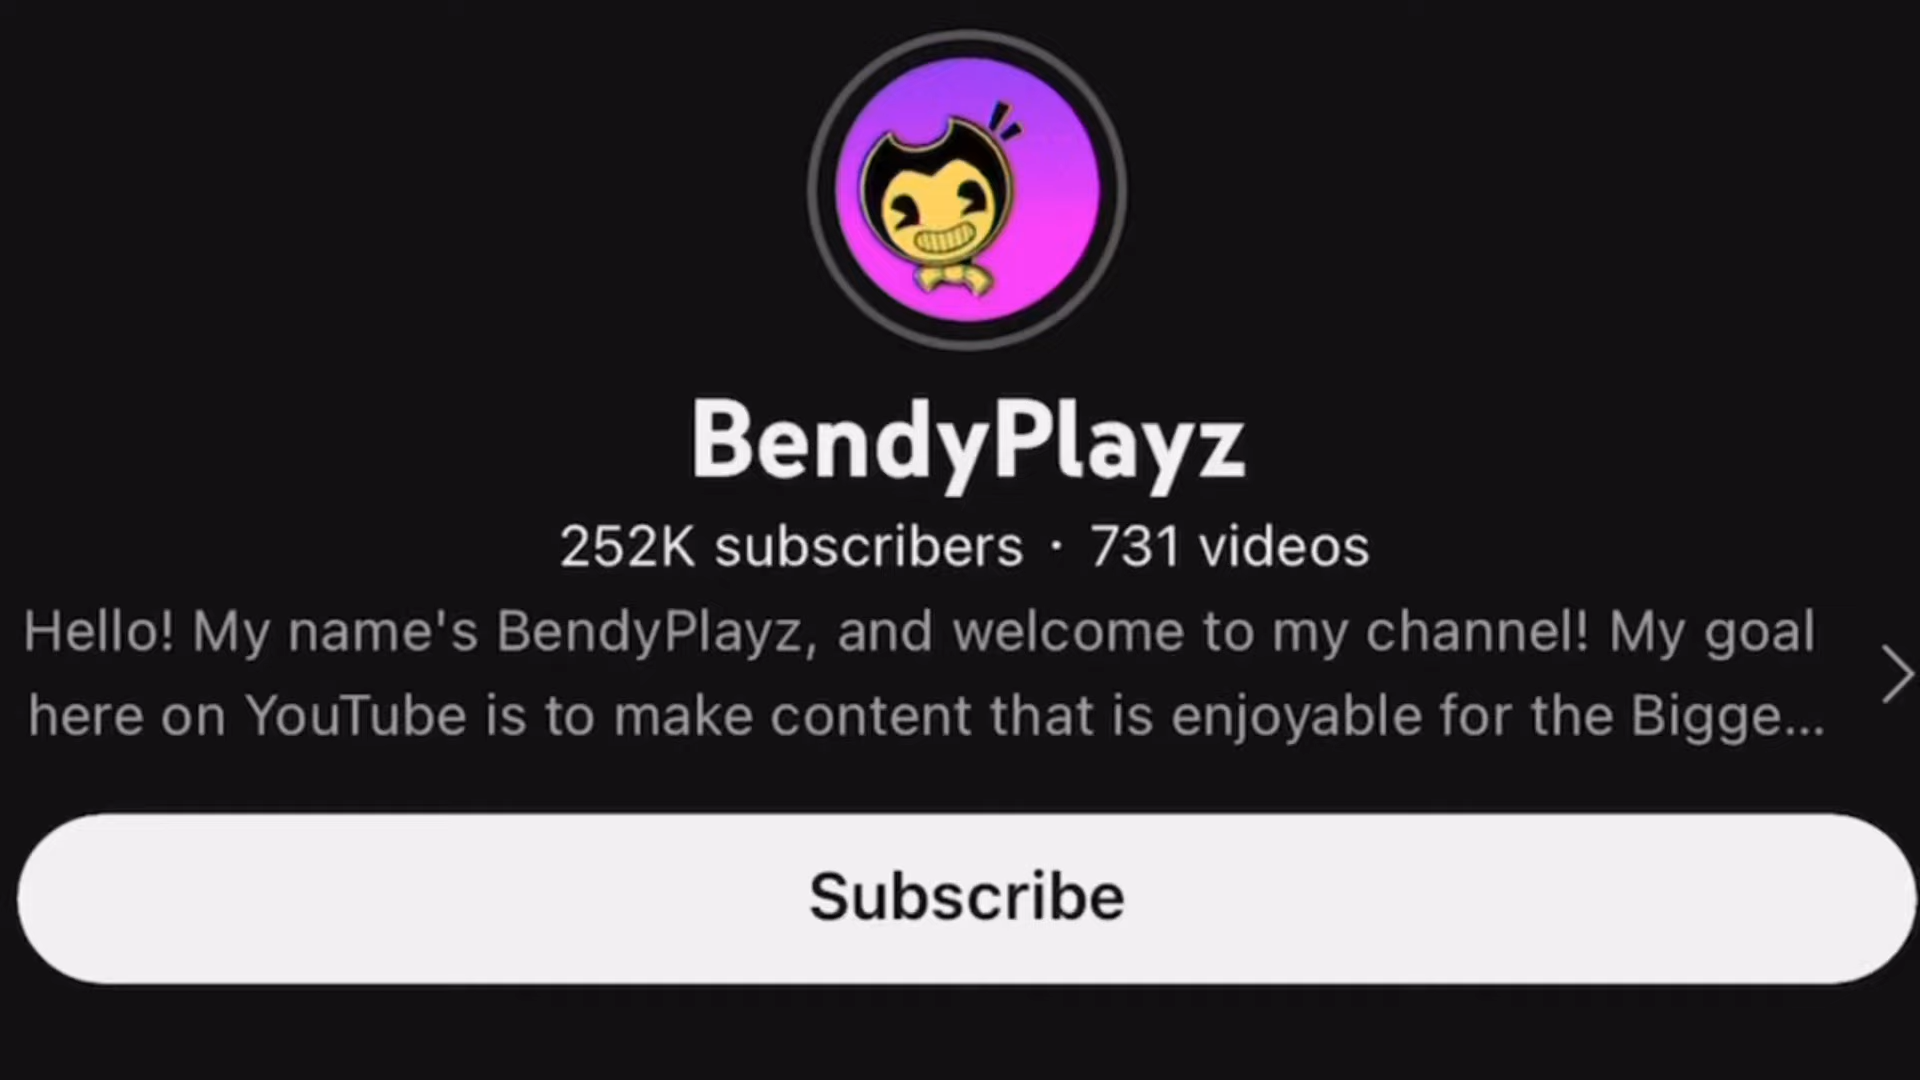 BendyPlayz
252K subscribers · 731 videos
Hello! My name's BendyPlayz, and welcome to my channel! My goal
here on YouTube is to make content that is enjoyable for the Bigge...
Subscribe